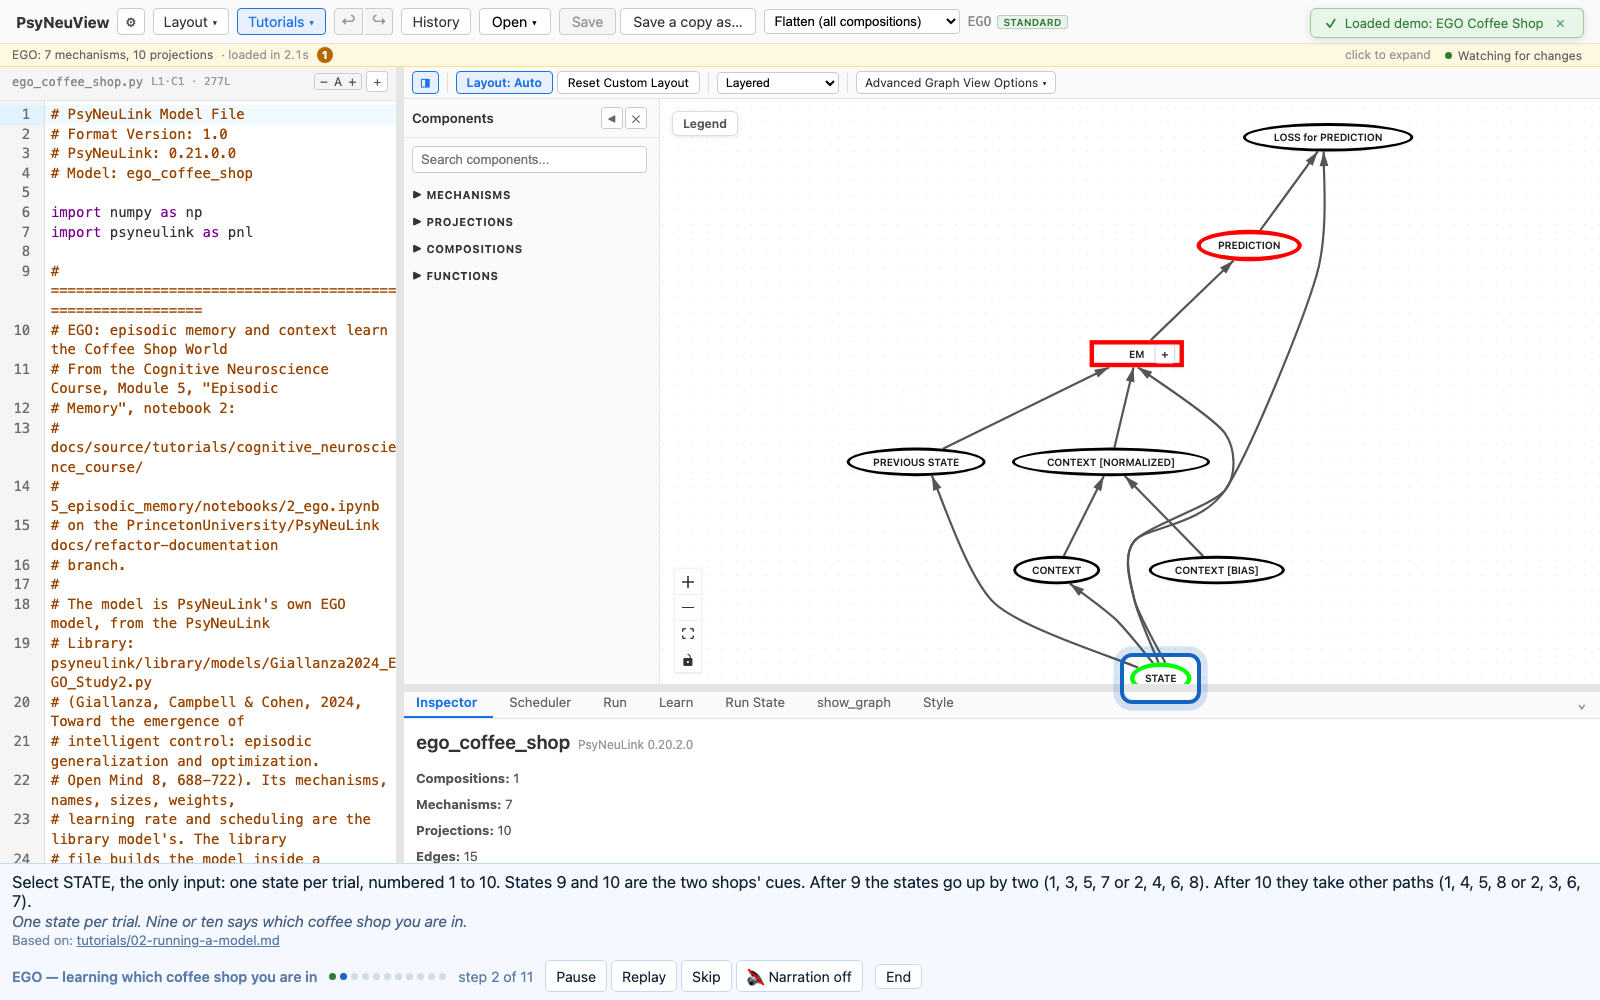 PsyNeuView ⚙ Layout ▾ Tutorials ▾ ↩ ↪ History Open ▾ Save Save a copy as... Flatten (all compositions) EGO STANDARD
✓ Loaded demo: EGO Coffee Shop ×
EGO: 7 mechanisms, 10 projections · loaded in 2.1s 1
click to expand ● Watching for changes
ego_coffee_shop.py L1:C1 · 277L − A + +
1 # PsyNeuLink Model File
2 # Format Version: 1.0
3 # PsyNeuLink: 0.21.0.0
4 # Model: ego_coffee_shop
5
6 import numpy as np
7 import psyneulink as pnl
8
9 #
=========================================
==================
10 # EGO: episodic memory and context learn
the Coffee Shop World
11 # From the Cognitive Neuroscience
Course, Module 5, "Episodic
12 # Memory", notebook 2:
13 #
docs/source/tutorials/cognitive_neuroscie
nce_course/
14 #
5_episodic_memory/notebooks/2_ego.ipynb
15 # on the PrincetonUniversity/PsyNeuLink
docs/refactor-documentation
16 # branch.
17 #
18 # The model is PsyNeuLink's own EGO
model, from the PsyNeuLink
19 # Library:
psyneulink/library/models/Giallanza2024_E
GO_Study2.py
20 # (Giallanza, Campbell & Cohen, 2024,
Toward the emergence of
21 # intelligent control: episodic
generalization and optimization.
22 # Open Mind 8, 688-722). Its mechanisms,
names, sizes, weights,
23 # learning rate and scheduling are the
library model's. The library
24 # file builds the model inside a
Layout: Auto Reset Custom Layout Layered Advanced Graph View Options ▾
Components ◀ ×
Search components...
▶ MECHANISMS
▶ PROJECTIONS
▶ COMPOSITIONS
▶ FUNCTIONS
Legend
LOSS for PREDICTION
PREDICTION
EM +
PREVIOUS STATE
CONTEXT [NORMALIZED]
CONTEXT
CONTEXT [BIAS]
STATE
Inspector Scheduler Run Learn Run State show_graph Style
ego_coffee_shop PsyNeuLink 0.20.2.0
Compositions: 1
Mechanisms: 7
Projections: 10
Edges: 15
Select STATE, the only input: one state per trial, numbered 1 to 10. States 9 and 10 are the two shops' cues. After 9 the states go up by two (1, 3, 5, 7 or 2, 4, 6, 8). After 10 they take other paths (1, 4, 5, 8 or 2, 3, 6,
7).
One state per trial. Nine or ten says which coffee shop you are in.
Based on: tutorials/02-running-a-model.md
EGO — learning which coffee shop you are in step 2 of 11 Pause Replay Skip Narration off End